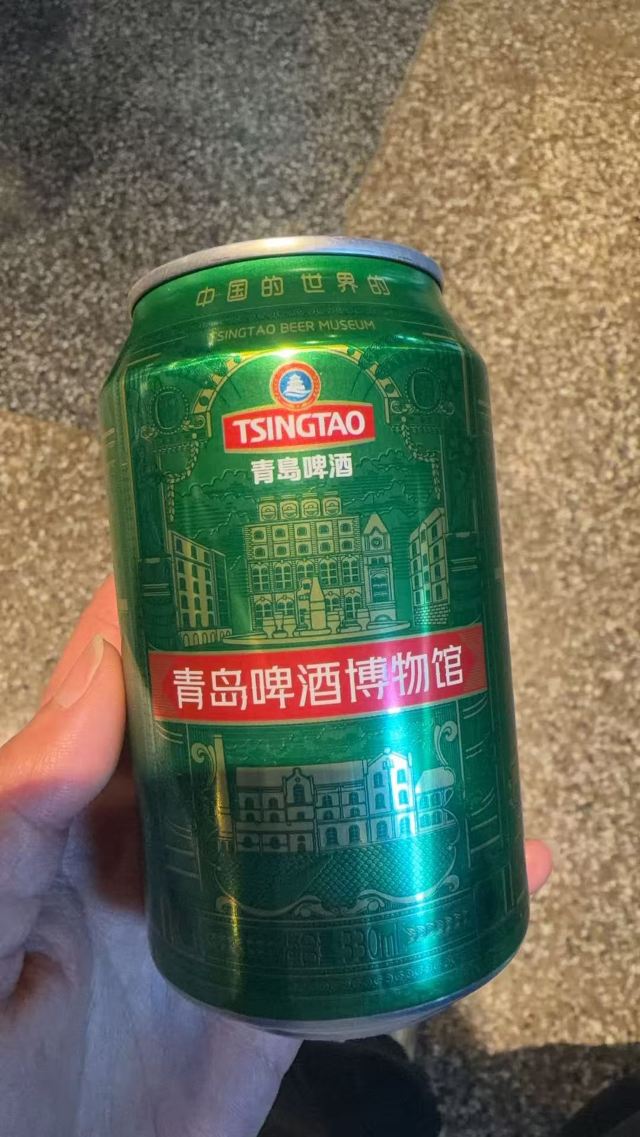 中国的 世界的
TSINGTAO BEER MUSEUM
TSINGTAO
青島啤酒
青岛啤酒博物馆
330ml